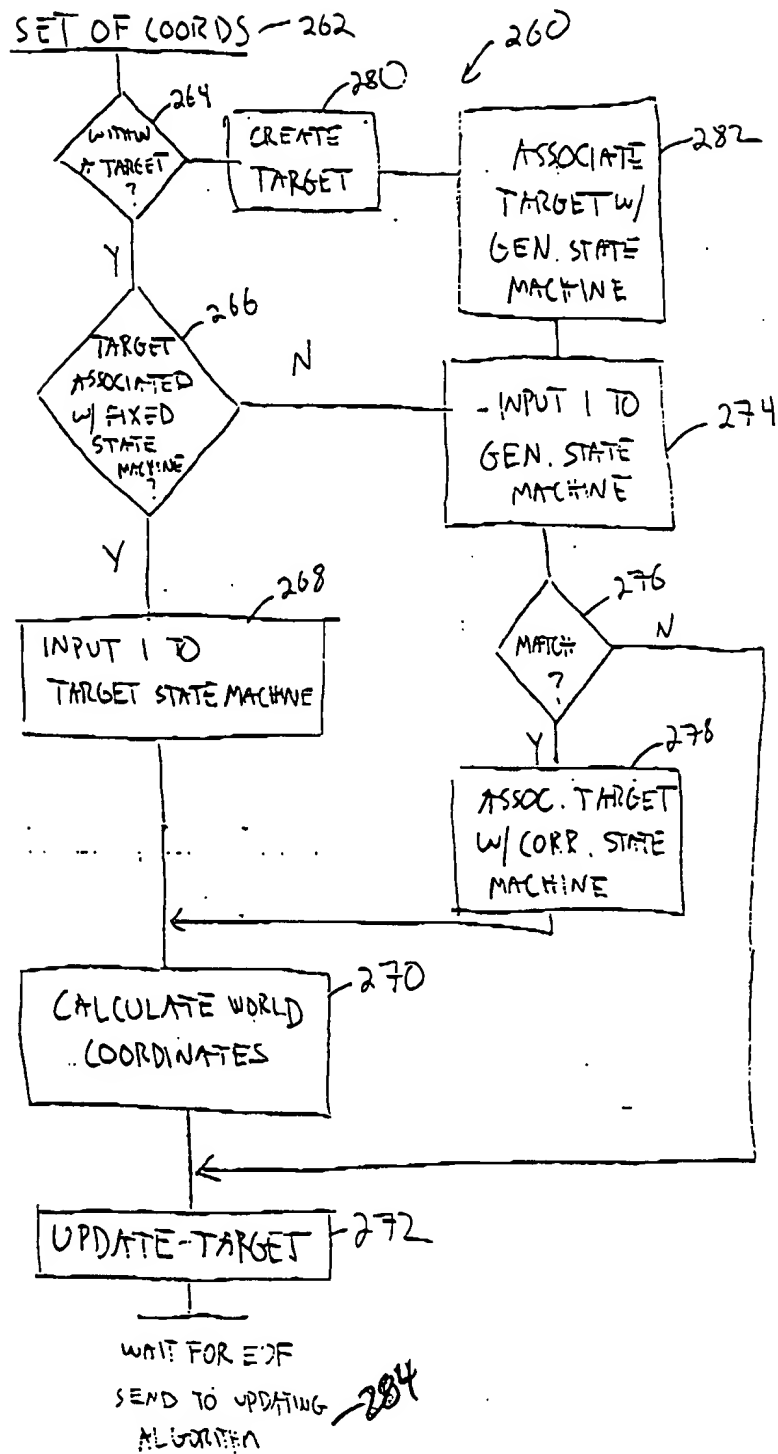 SET OF COORDS 262
260
264
WITHIN
A TARGET
?
280
CREATE
TARGET
282
ASSOCIATE
TARGET W/
GEN. STATE
MACHINE
Y
266
TARGET
ASSOCIATED
W/ FIXED
STATE
MACHINE
?
N
274
INPUT 1 TO
GEN. STATE
MACHINE
Y
268
INPUT 1 TO
TARGET STATE MACHINE
276
MATCH
?
N
Y
278
ASSOC. TARGET
W/ CORR. STATE
MACHINE
270
CALCULATE WORLD
COORDINATES
UPDATE-TARGET 272
WAIT FOR EOF
SEND TO UPDATING 284
ALGORITHM